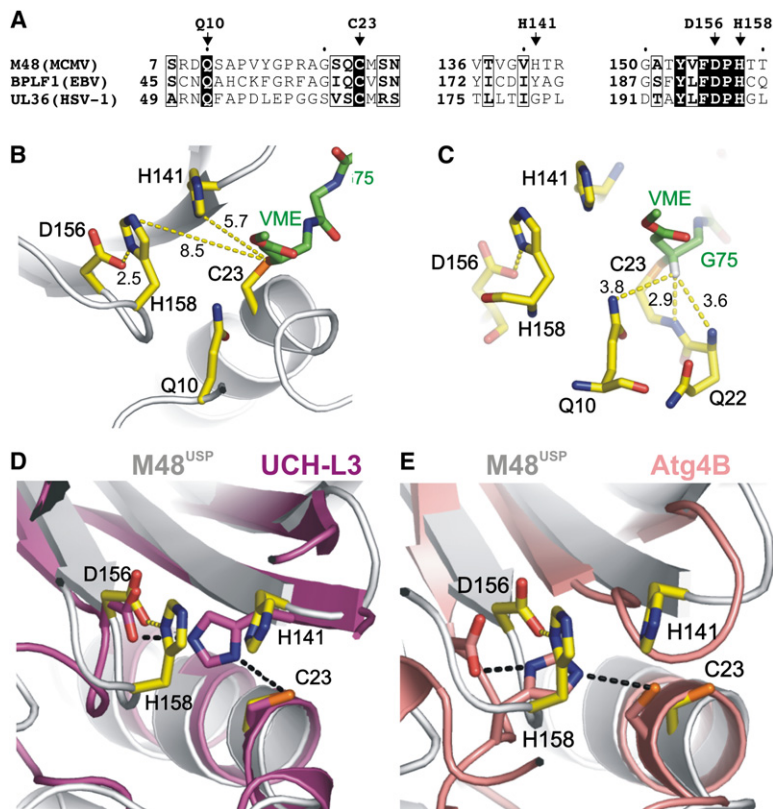 A
Q10 C23 H141 D156 H158
M48(MCMV) 7 SRDQSAPVYGPRAGSQCMSN 136 VTVGVHTR 150 GATYVFDPHTT
BPLF1(EBV) 45 SCNQAHCKFGRFAGIQCVSN 172 YICDIYAG 187 GFSYLFDPHCL
UL36(HSV-1) 49 ARNQFAPDLEPGGSVSCMRS 175 TLLTIGPL 191 DTAYLFDPHGL
B
C
H141
G75
H141
VME
D156
5.7
VME
8.5
G75
D156
C23
C23
2.5
3.8
H158
2.9
3.6
H158
Q10
Q10
Q22
D
M48USP UCH-L3
E
M48USP Atg4B
D156
D156
H141
H141
C23
C23
H158
H158